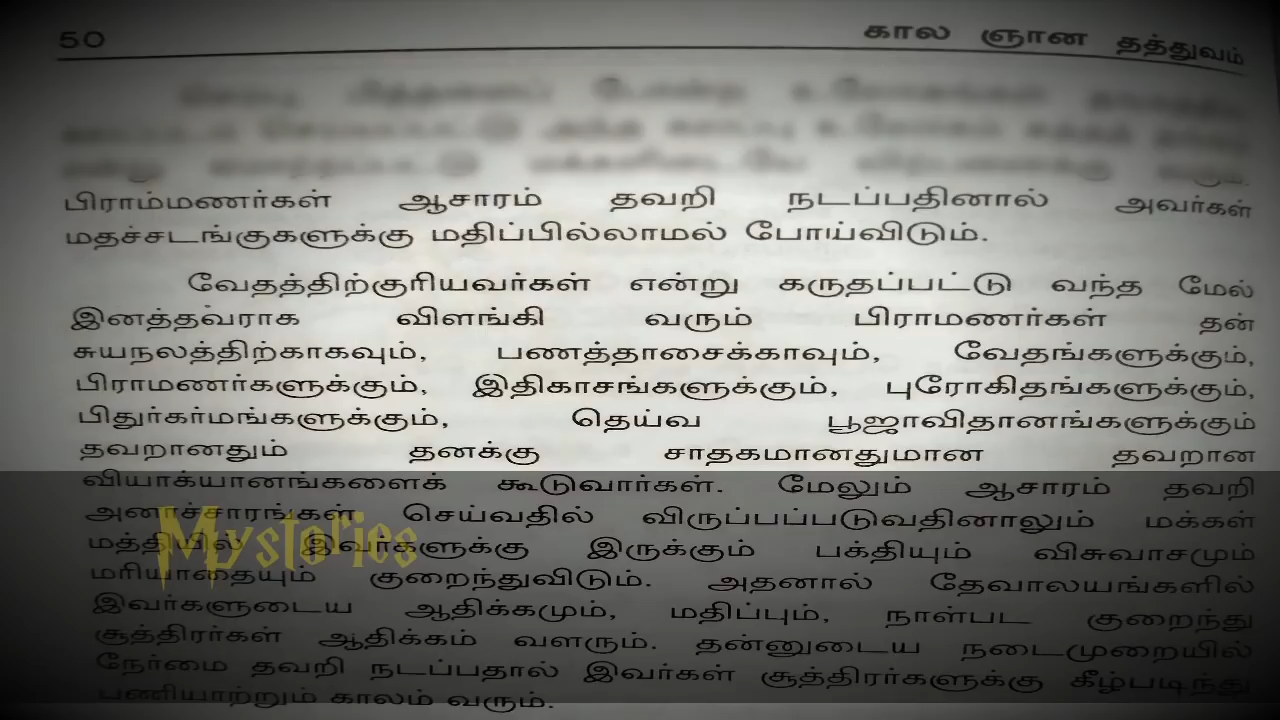 50
கால ஞான தத்துவம்
பிராம்மணர்கள் ஆசாரம் தவறி நடப்பதினால் அவர்கள்
மதச்சடங்குகளுக்கு மதிப்பில்லாமல் போய்விடும்.
வேதத்திற்குரியவர்கள் என்று கருதப்பட்டு வந்த மேல்
இனத்தவ்ராக விளங்கி வரும் பிராமணர்கள் தன்
சுயநலத்திற்காகவும், பணத்தாசைக்காவும், வேதங்களுக்கும்,
பிராமணர்களுக்கும், இதிகாசங்களுக்கும், புரோகிதங்களுக்கும்,
பிதுர்கர்மங்களுக்கும், தெய்வ பூஜாவிதானங்களுக்கும்
தவறானதும் தனக்கு சாதகமானதுமான தவறான
வியாக்யானங்களைக் கூடுவார்கள். மேலும் ஆசாரம் தவறி
அனாச்சாரங்கள் செய்வதில் விருப்பப்படுவதினாலும் மக்கள்
மத்தியில் இவர்களுக்கு இருக்கும் பக்தியும் விசுவாசமும்
மரியாதையும் குறைந்துவிடும். அதனால் தேவாலயங்களில்
இவர்களுடைய ஆதிக்கமும், மதிப்பும், நாள்பட குறைந்து
சூத்திரர்கள் ஆதிக்கம் வளரும். தன்னுடைய நடைமுறையில்
நேர்மை தவறி நடப்பதால் இவர்கள் சூத்திரர்களுக்கு கீழ்படிந்து
பணியாற்றும் காலம் வரும்.
Mysteries